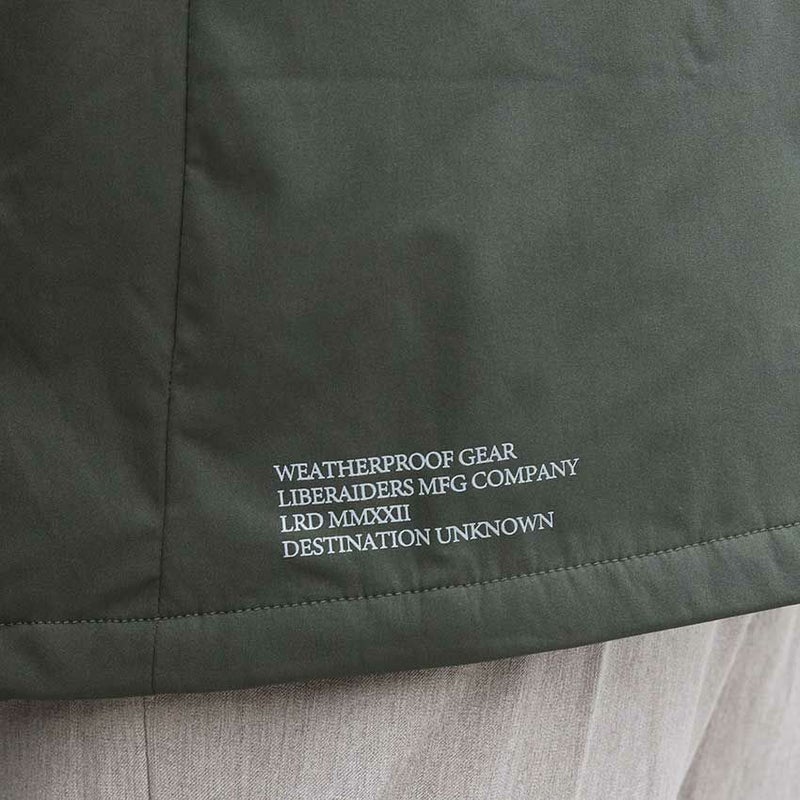 WEATHERPROOF GEAR
LIBERAIDERS MFG COMPANY
LRD MMXXII
DESTINATION UNKNOWN